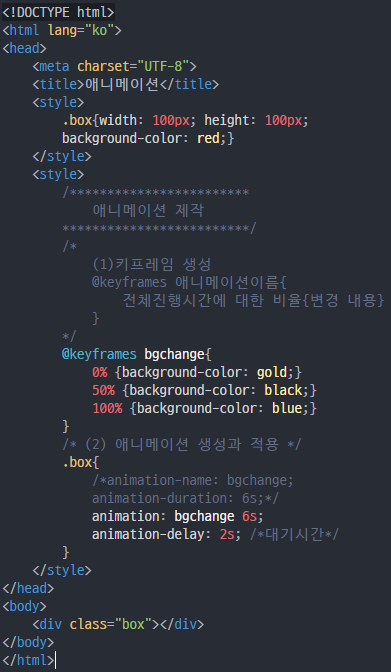 <!DOCTYPE html>
<html lang="ko">
<head>
    <meta charset="UTF-8">
    <title>애니메이션</title>
    <style>
        .box{width: 100px; height: 100px;
        background-color: red;}
    </style>
    <style>
        /************************
            애니메이션 제작
        *************************/
        /*
            (1)키프레임 생성
            @keyframes 애니메이션이름{
                전체진행시간에 대한 비율{변경 내용}
            }
        */
        @keyframes bgchange{
            0% {background-color: gold;}
            50% {background-color: black;}
            100% {background-color: blue;}
        }
        /* (2) 애니메이션 생성과 적용 */
        .box{
            /*animation-name: bgchange;
            animation-duration: 6s;*/
            animation: bgchange 6s;
            animation-delay: 2s; /*대기시간*/
        }
    </style>
</head>
<body>
    <div class="box"></div>
</body>
</html>